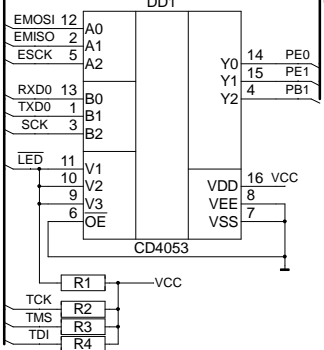 DD1
EMOSI 12 A0
EMISO 2 A1
ESCK 5 A2
Y0 14 PE0
Y1 15 PE1
Y2 4 PB1
RXD0 13 B0
TXD0 1 B1
SCK 3 B2
LED 11 V1
10 V2
9 V3
6 OE
VDD 16 VCC
VEE 8
VSS 7
CD4053
R1 VCC
TCK R2
TMS R3
TDI R4